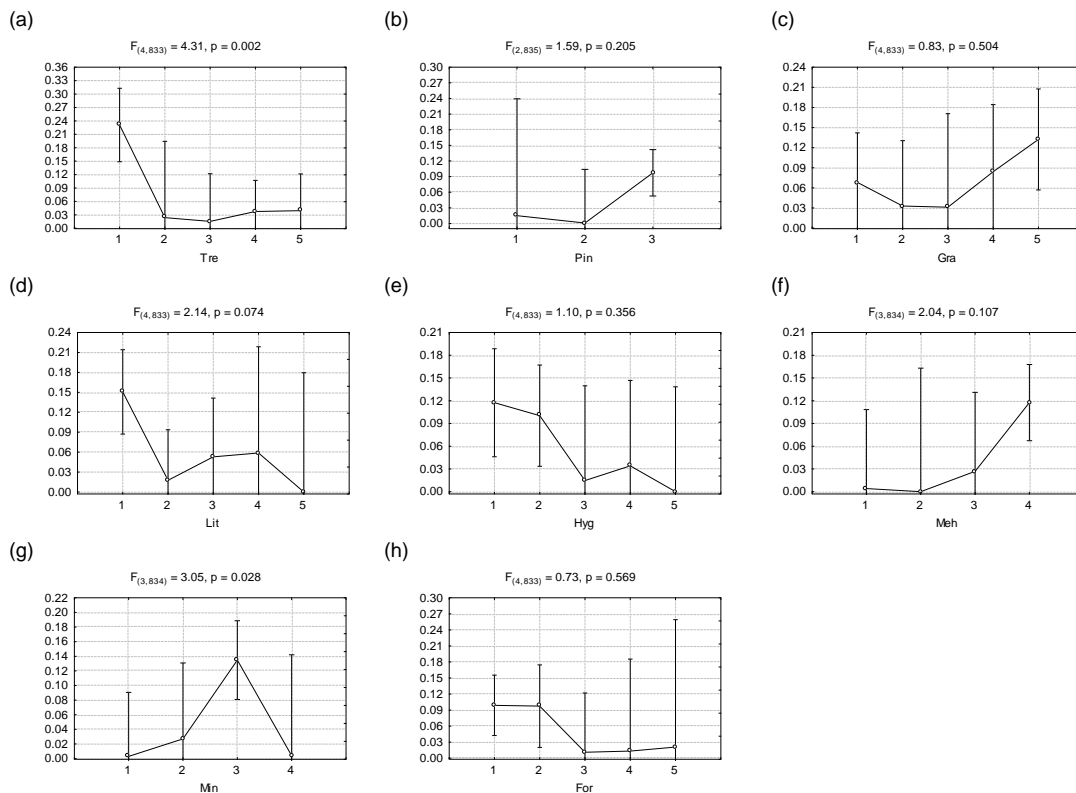 (a)
F(4,833) = 4.31, p = 0.002
0.36
0.33
0.30
0.27
0.24
0.21
0.18
0.15
0.12
0.09
0.06
0.03
0.00
1 2 3 4 5
Tre
(b)
F(2,835) = 1.59, p = 0.205
0.30
0.27
0.24
0.21
0.18
0.15
0.12
0.09
0.06
0.03
0.00
1 2 3
Pin
(c)
F(4,833) = 0.83, p = 0.504
0.24
0.21
0.18
0.15
0.12
0.09
0.06
0.03
0.00
1 2 3 4 5
Gra
(d)
F(4,833) = 2.14, p = 0.074
0.24
0.21
0.18
0.15
0.12
0.09
0.06
0.03
0.00
1 2 3 4 5
Lit
(e)
F(4,833) = 1.10, p = 0.356
0.21
0.18
0.15
0.12
0.09
0.06
0.03
0.00
1 2 3 4 5
Hyg
(f)
F(3,834) = 2.04, p = 0.107
0.21
0.18
0.15
0.12
0.09
0.06
0.03
0.00
1 2 3 4
Meh
(g)
F(3,834) = 3.05, p = 0.028
0.22
0.20
0.18
0.16
0.14
0.12
0.10
0.08
0.06
0.04
0.02
0.00
1 2 3 4
Min
(h)
F(4,833) = 0.73, p = 0.569
0.30
0.27
0.24
0.21
0.18
0.15
0.12
0.09
0.06
0.03
0.00
1 2 3 4 5
For